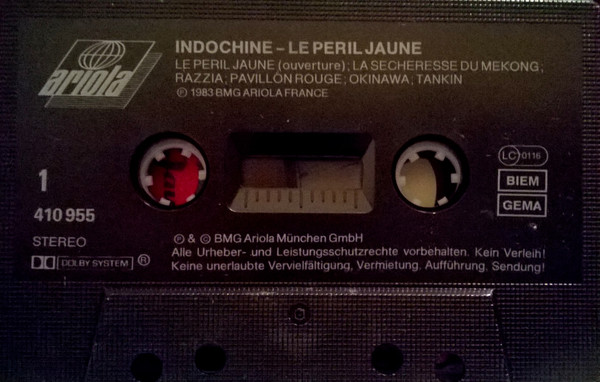 INDOCHINE – LE PERIL JAUNE
ariola
LE PERIL JAUNE (ouverture); LA SECHERESSE DU MEKONG;
RAZZIA; PAVILLON ROUGE; OKINAWA; TANKIN
Ⓟ 1983 BMG ARIOLA FRANCE
1
410 955
STEREO
DOLBY SYSTEM ®
LC 0116
BIEM
GEMA
Ⓟ & © BMG Ariola München GmbH
Alle Urheber- und Leistungsschutzrechte vorbehalten. Kein Verleih!
Keine unerlaubte Vervielfältigung, Vermietung, Aufführung, Sendung!